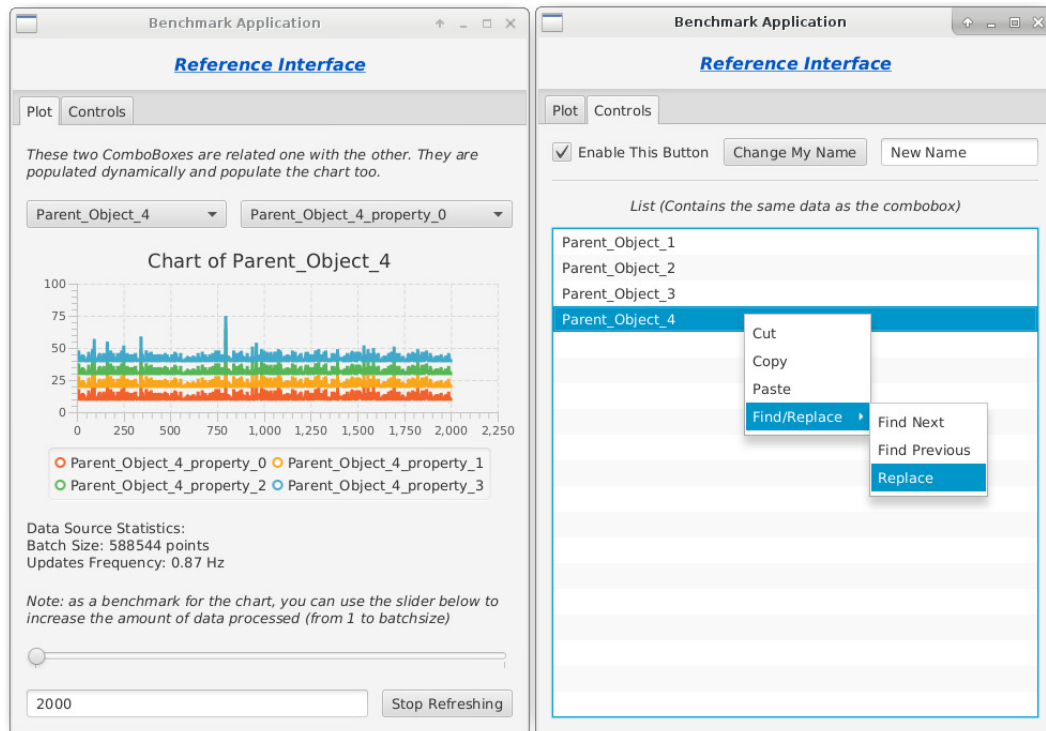 Benchmark Application
Reference Interface
Plot Controls
These two ComboBoxes are related one with the other. They are
populated dynamically and populate the chart too.
Parent_Object_4 Parent_Object_4_property_0
Chart of Parent_Object_4
100
75
50
25
0
0 250 500 750 1,000 1,250 1,500 1,750 2,000 2,250
Parent_Object_4_property_0 Parent_Object_4_property_1
Parent_Object_4_property_2 Parent_Object_4_property_3
Data Source Statistics:
Batch Size: 588544 points
Updates Frequency: 0.87 Hz
Note: as a benchmark for the chart, you can use the slider below to
increase the amount of data processed (from 1 to batchsize)
2000 Stop Refreshing
Benchmark Application
Reference Interface
Plot Controls
Enable This Button Change My Name New Name
List (Contains the same data as the combobox)
Parent_Object_1
Parent_Object_2
Parent_Object_3
Parent_Object_4
Cut
Copy
Paste
Find/Replace
Find Next
Find Previous
Replace